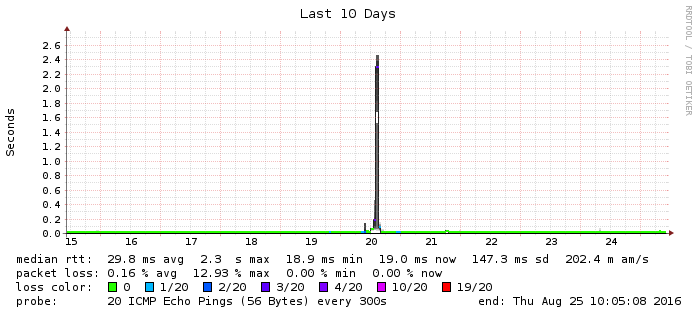 Last 10 Days
RRDTOOL / TOBI OETIKER
Seconds
2.6
2.4
2.2
2.0
1.8
1.6
1.4
1.2
1.0
0.8
0.6
0.4
0.2
0.0
15 16 17 18 19 20 21 22 23 24
median rtt: 29.8 ms avg 2.3 s max 18.9 ms min 19.0 ms now 147.3 ms sd 202.4 m am/s
packet loss: 0.16 % avg 12.93 % max 0.00 % min 0.00 % now
loss color: 0 1/20 2/20 3/20 4/20 10/20 19/20
probe: 20 ICMP Echo Pings (56 Bytes) every 300s end: Thu Aug 25 10:05:08 2016